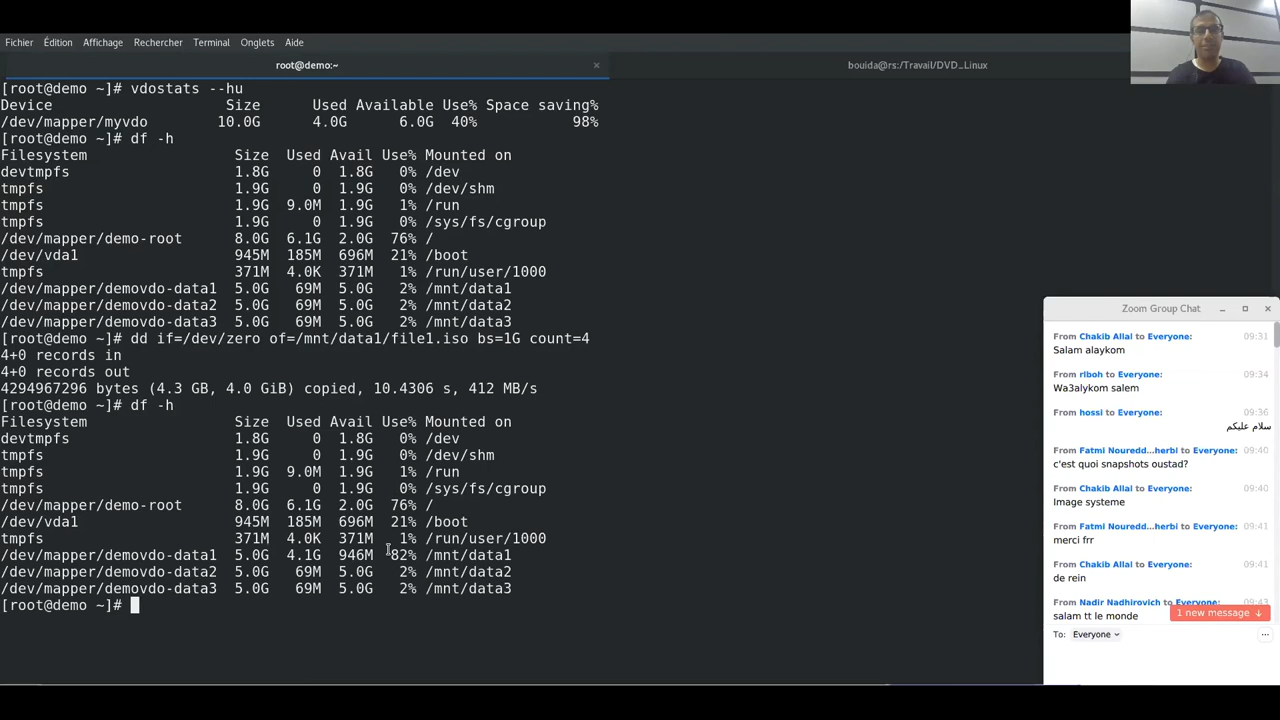 Fichier Édition Affichage Rechercher Terminal Onglets Aide
root@demo:~ × bouida@rs:/Travail/DVD_Linux
[root@demo ~]# vdostats --hu
Device Size Used Available Use% Space saving%
/dev/mapper/myvdo 10.0G 4.0G 6.0G 40% 98%
[root@demo ~]# df -h
Filesystem Size Used Avail Use% Mounted on
devtmpfs 1.8G 0 1.8G 0% /dev
tmpfs 1.9G 0 1.9G 0% /dev/shm
tmpfs 1.9G 9.0M 1.9G 1% /run
tmpfs 1.9G 0 1.9G 0% /sys/fs/cgroup
/dev/mapper/demo-root 8.0G 6.1G 2.0G 76% /
/dev/vda1 945M 185M 696M 21% /boot
tmpfs 371M 4.0K 371M 1% /run/user/1000
/dev/mapper/demovdo-data1 5.0G 69M 5.0G 2% /mnt/data1
/dev/mapper/demovdo-data2 5.0G 69M 5.0G 2% /mnt/data2
/dev/mapper/demovdo-data3 5.0G 69M 5.0G 2% /mnt/data3
[root@demo ~]# dd if=/dev/zero of=/mnt/data1/file1.iso bs=1G count=4
4+0 records in
4+0 records out
4294967296 bytes (4.3 GB, 4.0 GiB) copied, 10.4306 s, 412 MB/s
[root@demo ~]# df -h
Filesystem Size Used Avail Use% Mounted on
devtmpfs 1.8G 0 1.8G 0% /dev
tmpfs 1.9G 0 1.9G 0% /dev/shm
tmpfs 1.9G 9.0M 1.9G 1% /run
tmpfs 1.9G 0 1.9G 0% /sys/fs/cgroup
/dev/mapper/demo-root 8.0G 6.1G 2.0G 76% /
/dev/vda1 945M 185M 696M 21% /boot
tmpfs 371M 4.0K 371M 1% /run/user/1000
/dev/mapper/demovdo-data1 5.0G 4.1G 946M 82% /mnt/data1
/dev/mapper/demovdo-data2 5.0G 69M 5.0G 2% /mnt/data2
/dev/mapper/demovdo-data3 5.0G 69M 5.0G 2% /mnt/data3
[root@demo ~]#
Zoom Group Chat
From Chakib Allal to Everyone: 09:31
Salam alaykom
From riboh to Everyone: 09:34
Wa3alykom salem
From hossi to Everyone: 09:36
سلام عليكم
From Fatmi Nouredd...herbi to Everyone: 09:40
c'est quoi snapshots oustad?
From Chakib Allal to Everyone: 09:40
Image systeme
From Fatmi Nouredd...herbi to Everyone: 09:41
merci frr
From Chakib Allal to Everyone: 09:41
de rein
From Nadir Nadhirovich to Everyone: 09:43
salam tt le monde
1 new message ↓
To: Everyone